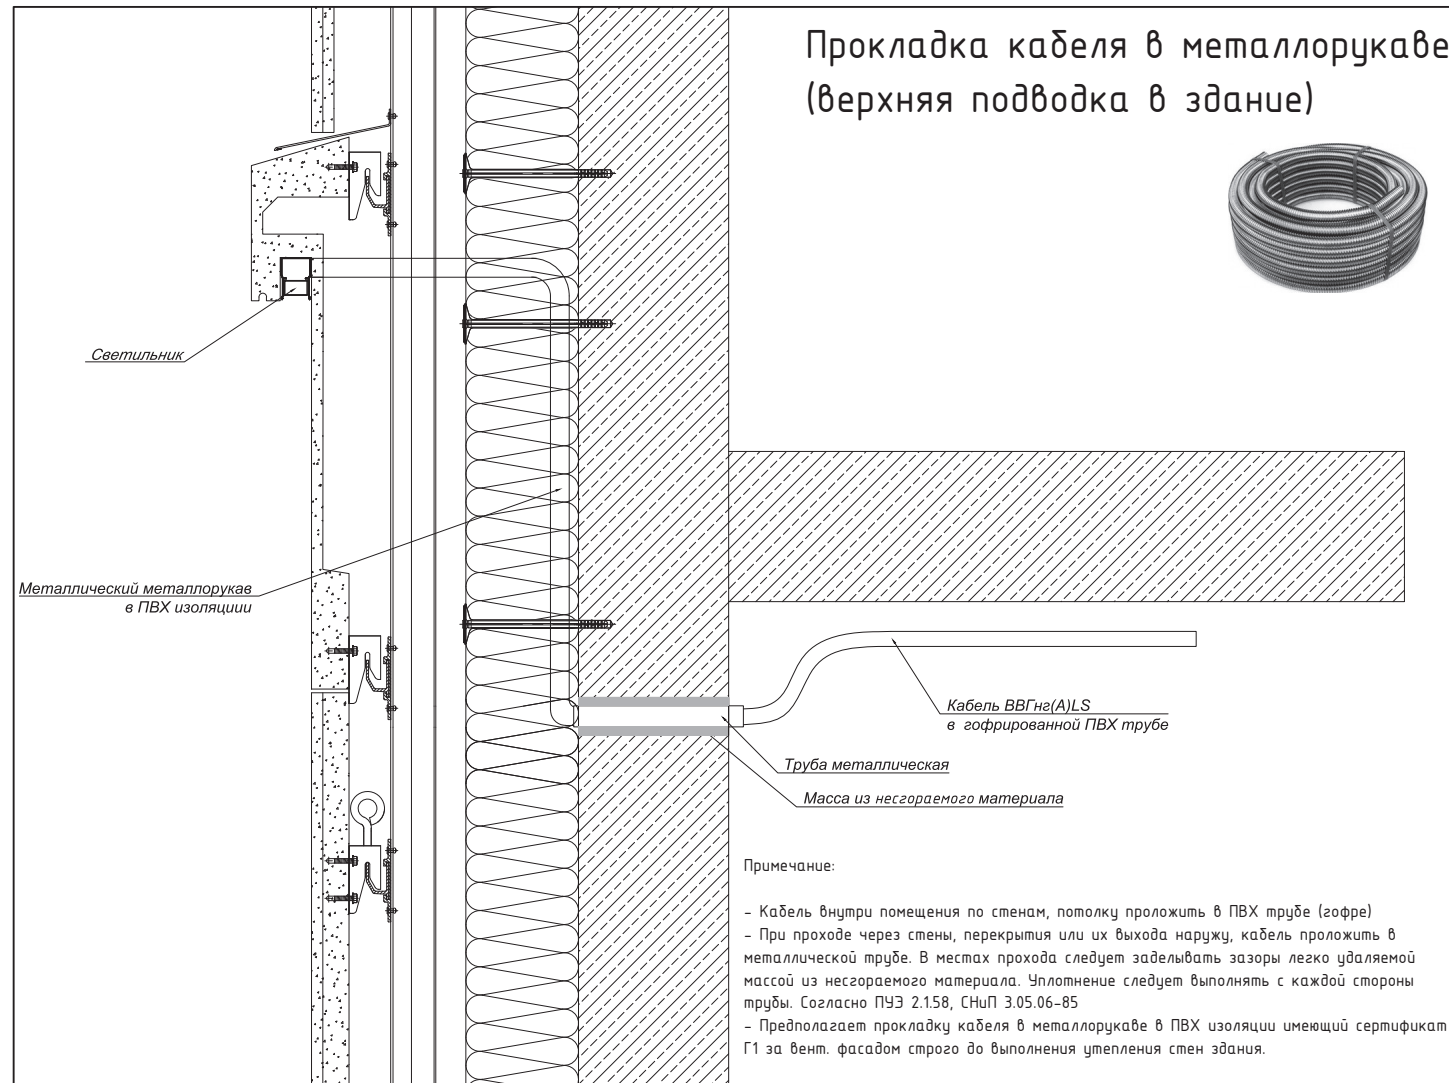 Прокладка кабеля в металлорукаве
(верхняя подводка в здание)
Светильник
Металлический металлорукав
в ПВХ изоляциии
Кабель ВВГнг(А)LS
в гофрированной ПВХ трубе
Труба металлическая
Масса из несгораемого материала
Примечание:
- Кабель внутри помещения по стенам, потолку проложить в ПВХ трубе (гофре)
- При проходе через стены, перекрытия или их выхода наружу, кабель проложить в
металлической трубе. В местах прохода следует заделывать зазоры легко удаляемой
массой из несгораемого материала. Уплотнение следует выполнять с каждой стороны
трубы. Согласно ПУЭ 2.1.58, СНиП 3.05.06-85
- Предполагает прокладку кабеля в металлорукаве в ПВХ изоляции имеющий сертификат
Г1 за вент. фасадом строго до выполнения утепления стен здания.